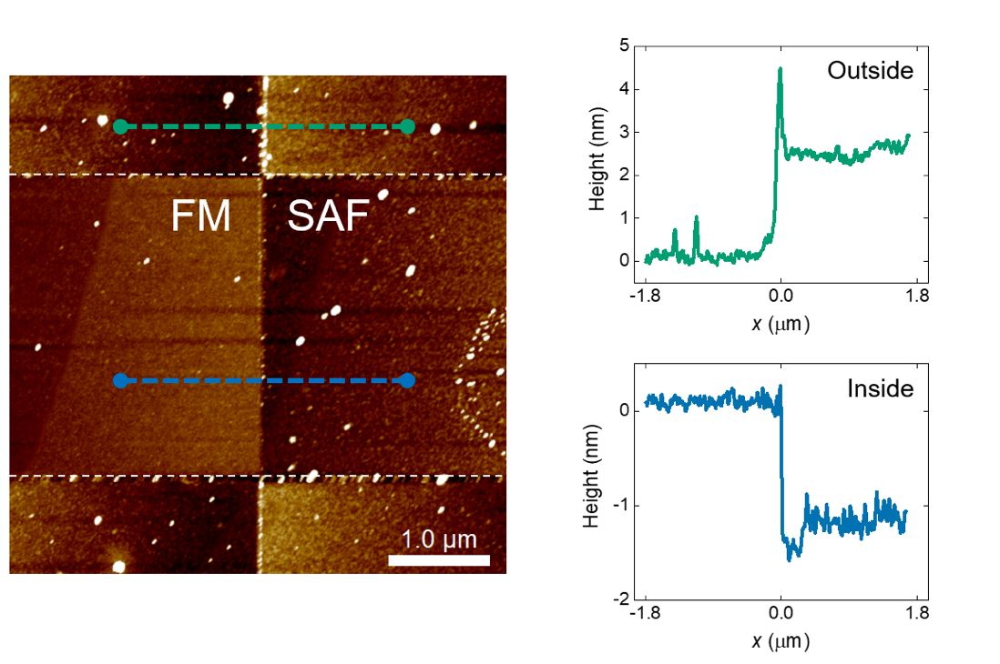 FM SAF
1.0 μm
Outside
Height (nm)
5
4
3
2
1
0
-1.8 0.0 1.8
x (μm)
Inside
Height (nm)
0
-1
-2
-1.8 0.0 1.8
x (μm)